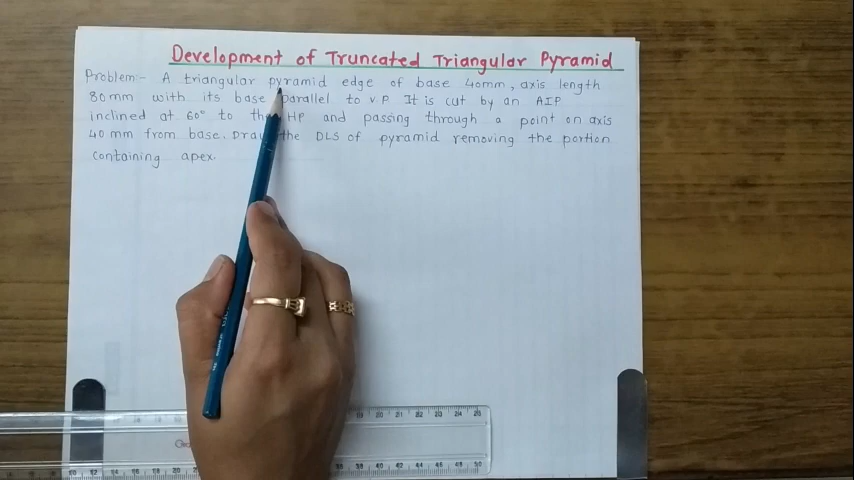 Development of Truncated Triangular Pyramid
Problem:- A triangular pyramid edge of base 40mm, axis length
80mm with its base parallel to VP It is cut by an AIP
inclined at 60° to the HP and passing through a point on axis
40mm from base. Draw the DLS of pyramid removing the portion
containing apex.